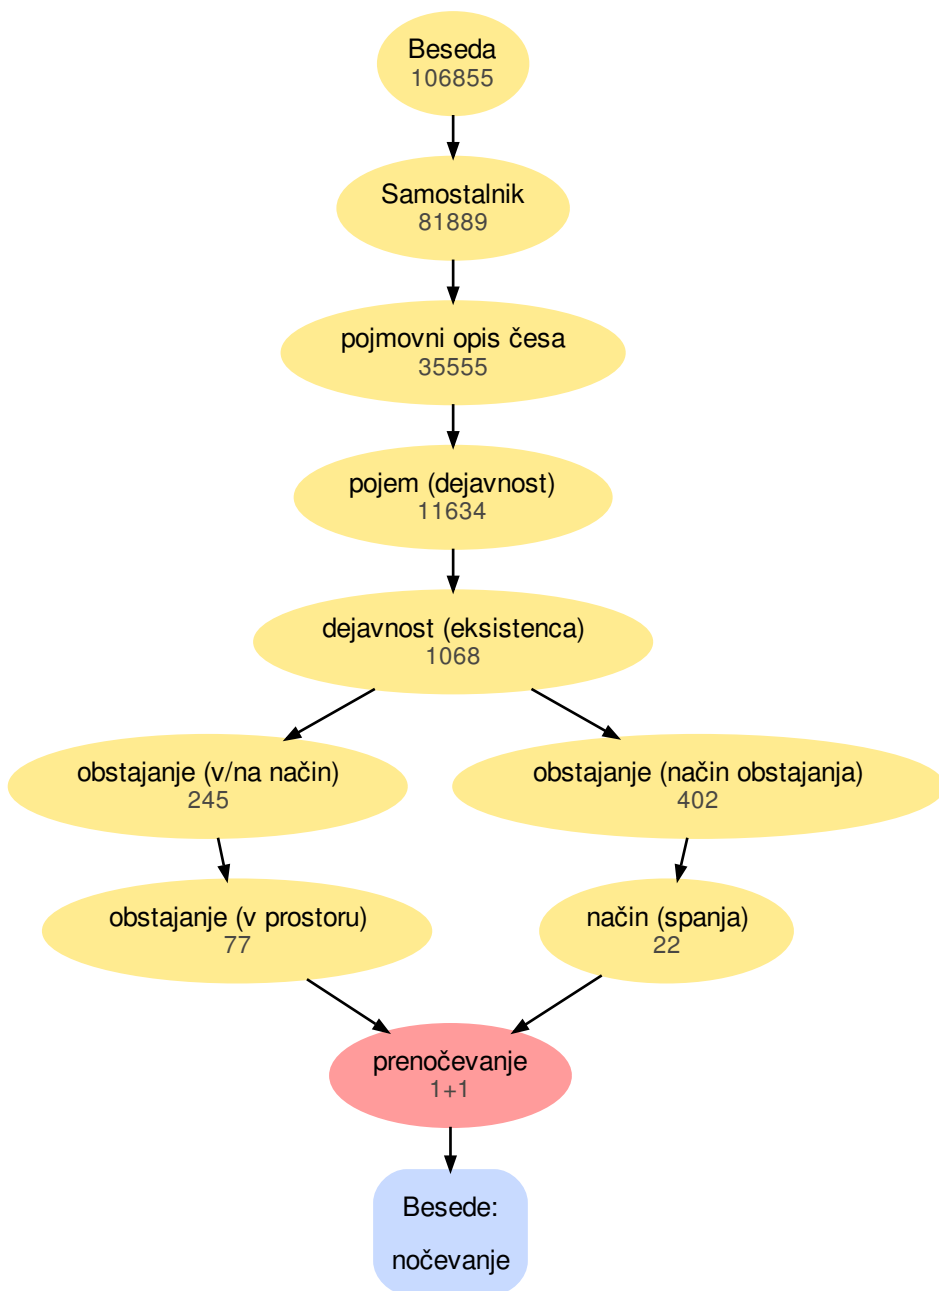 Beseda
106855
Samostalnik
81889
pojmovni opis česa
35555
pojem (dejavnost)
11634
dejavnost (eksistenca)
1068
obstajanje (v/na način)
245
obstajanje (način obstajanja)
402
obstajanje (v prostoru)
77
način (spanja)
22
prenočevanje
1+1
Besede:
nočevanje